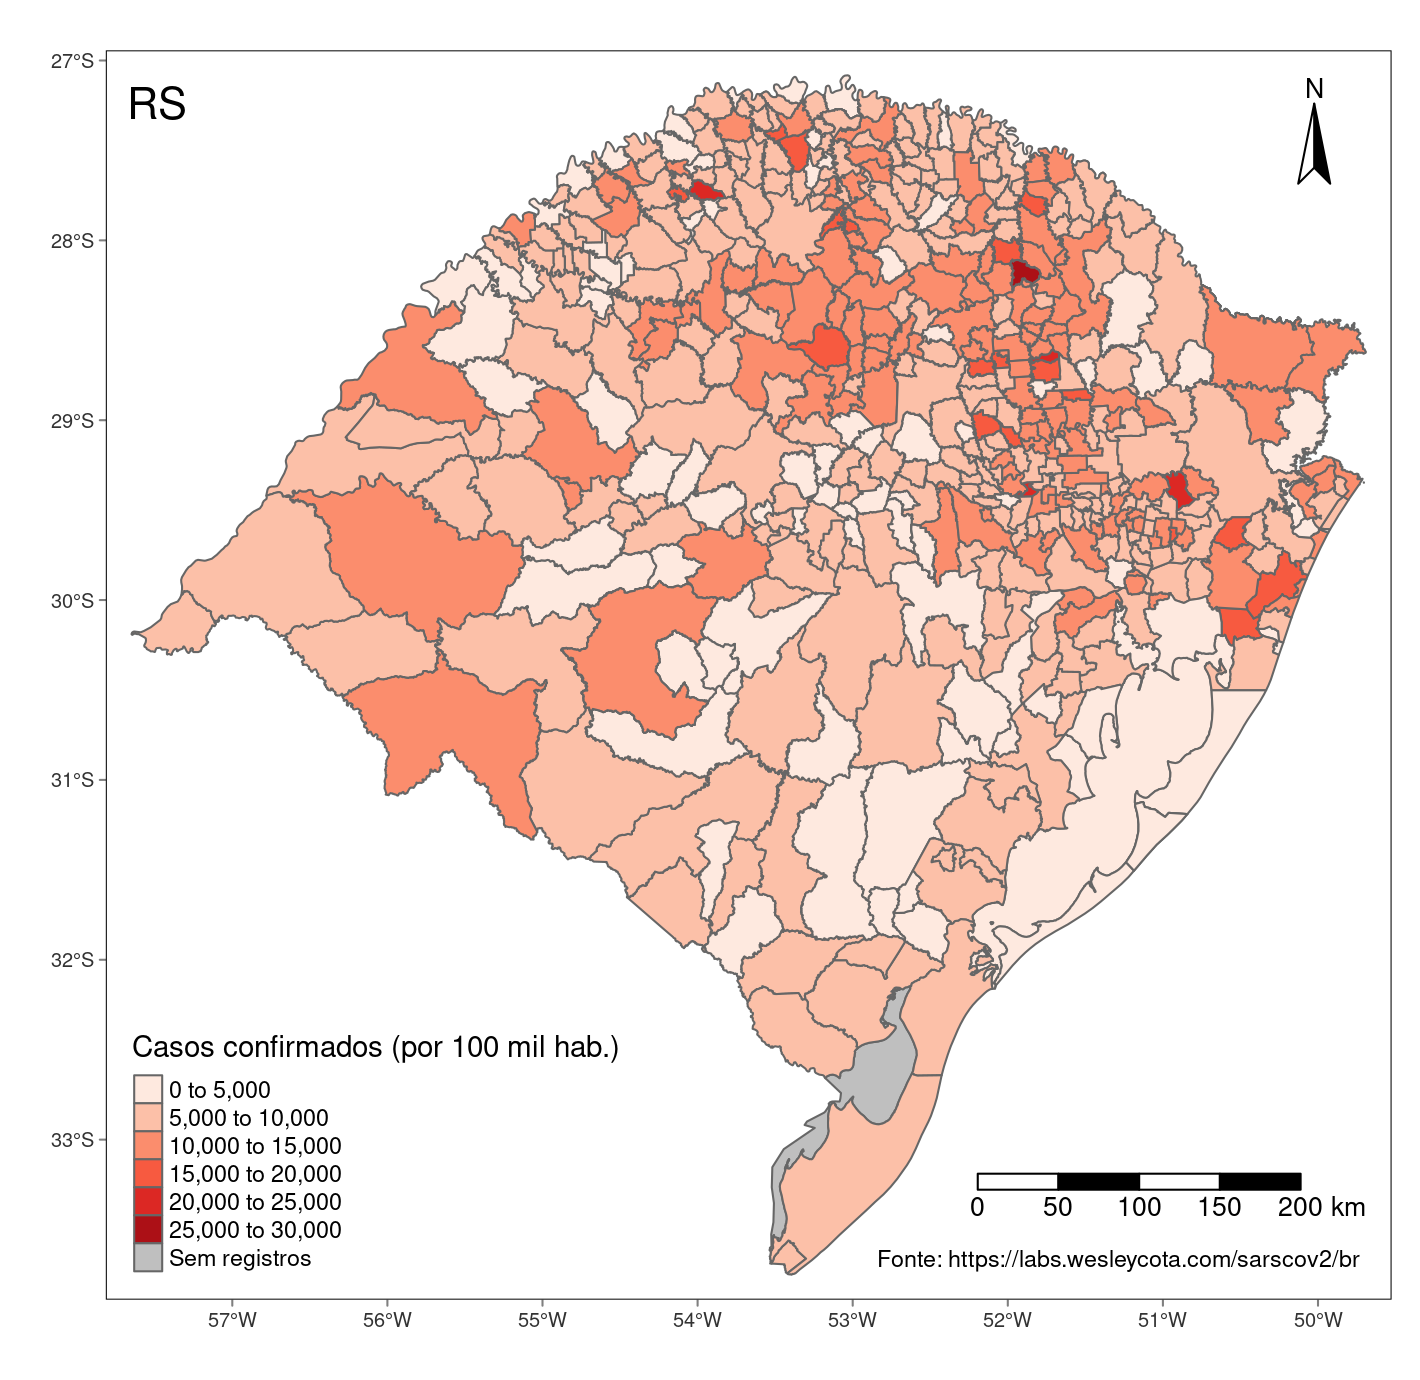 27°S
RS
N
28°S
29°S
30°S
31°S
32°S
33°S
Casos confirmados (por 100 mil hab.)
0 to 5,000
5,000 to 10,000
10,000 to 15,000
15,000 to 20,000
20,000 to 25,000
25,000 to 30,000
Sem registros
0 50 100 150 200 km
Fonte: https://labs.wesleycota.com/sarscov2/br
57°W 56°W 55°W 54°W 53°W 52°W 51°W 50°W